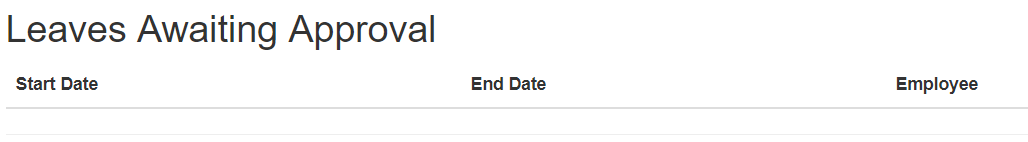 Leaves Awaiting Approval
Start Date End Date Employee